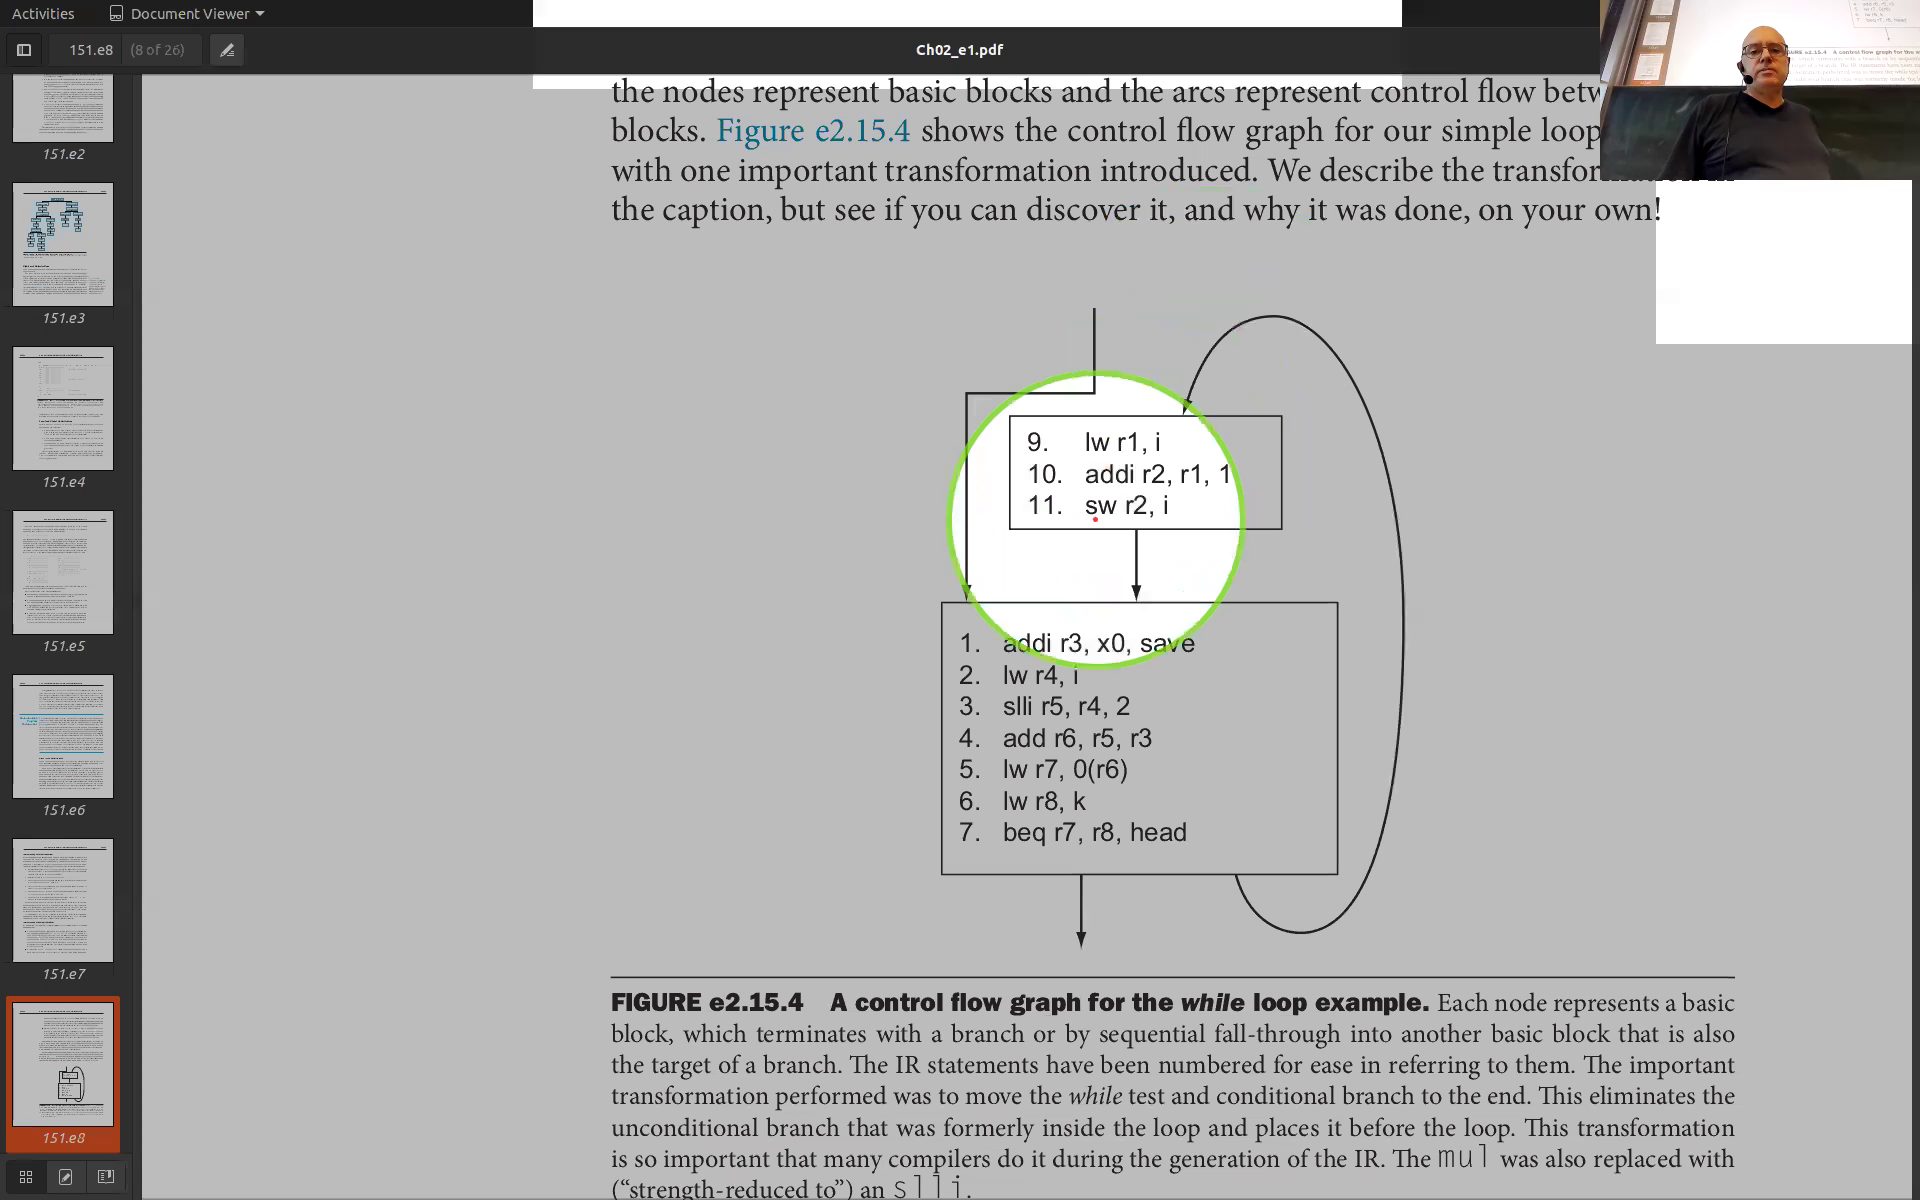 Activities
Document Viewer
151.e8
(8 of 26)
Ch02_e1.pdf
151.e2
151.e3
151.e4
151.e5
151.e6
151.e7
151.e8
the nodes represent basic blocks and the arcs represent control flow betw
blocks. Figure e2.15.4 shows the control flow graph for our simple loop
with one important transformation introduced. We describe the transformation in
the caption, but see if you can discover it, and why it was done, on your own!
9. lw r1, i
10. addi r2, r1, 1
11. sw r2, i
1. addi r3, x0, save
2. lw r4, i
3. slli r5, r4, 2
4. add r6, r5, r3
5. lw r7, 0(r6)
6. lw r8, k
7. beq r7, r8, head
FIGURE e2.15.4 A control flow graph for the while loop example. Each node represents a basic
block, which terminates with a branch or by sequential fall-through into another basic block that is also
the target of a branch. The IR statements have been numbered for ease in referring to them. The important
transformation performed was to move the while test and conditional branch to the end. This eliminates the
unconditional branch that was formerly inside the loop and places it before the loop. This transformation
is so important that many compilers do it during the generation of the IR. The mul was also replaced with
(“strength-reduced to”) an slli.